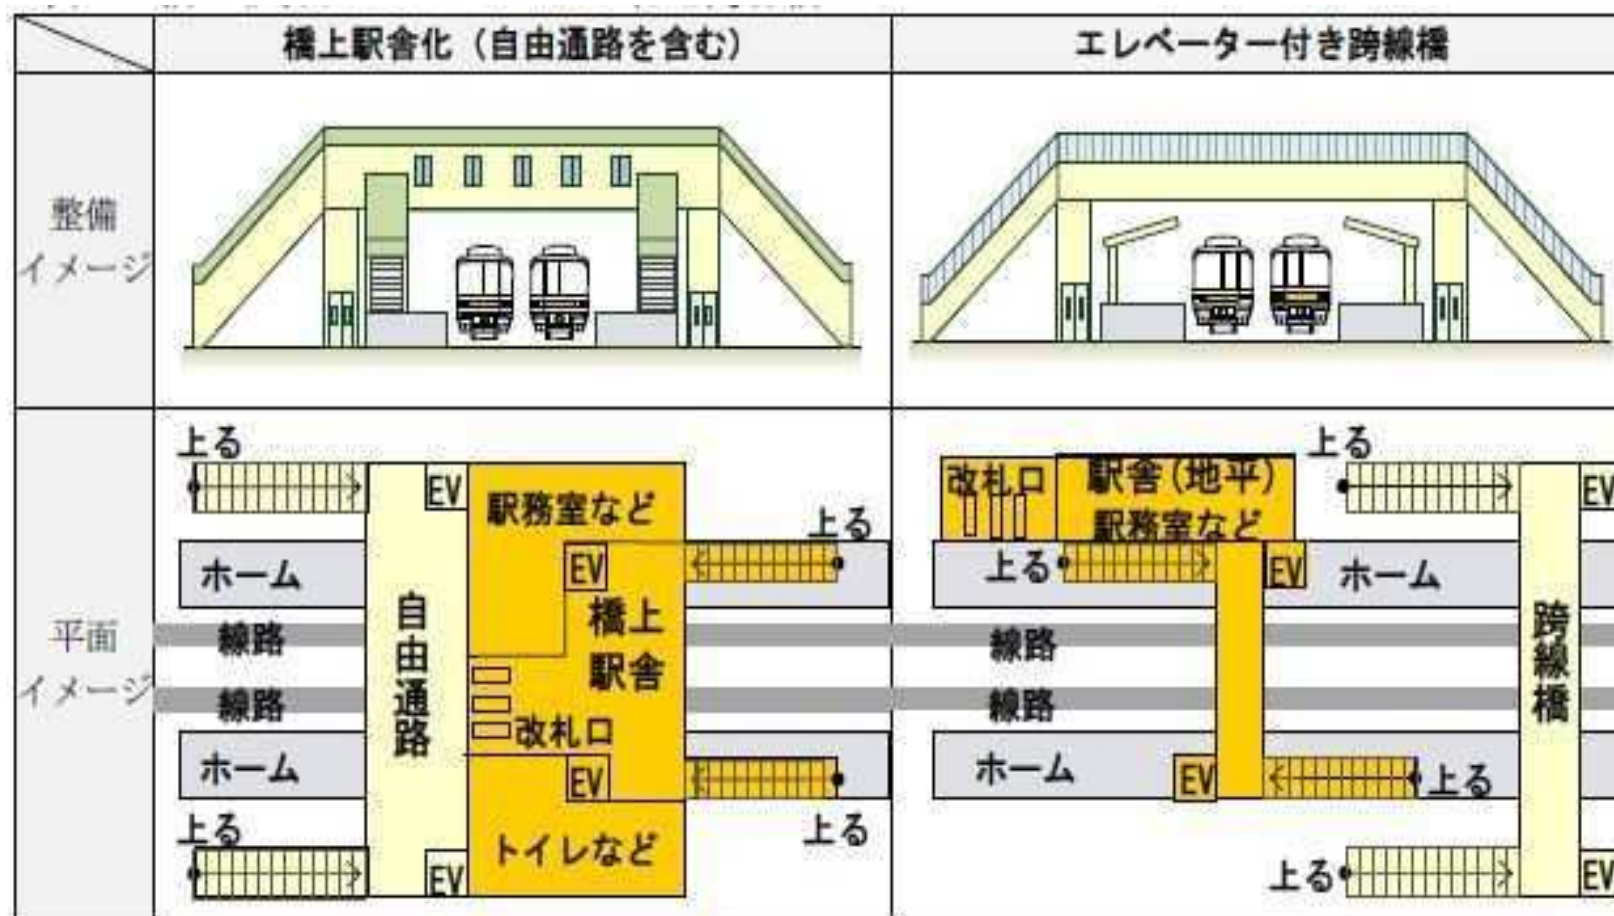 橋上駅舎化（自由通路を含む）
エレベーター付き跨線橋
整備
イメージ
平面
イメージ
上る
EV
駅務室など
上る
ホーム
EV
線路
自由通路
橋上
駅舎
線路
改札口
ホーム
EV
上る
上る
EV
トイレなど
改札口
駅舎(地平)
駅務室など
上る
EV
上る
EV
ホーム
線路
跨線橋
線路
ホーム
EV
上る
上る
EV